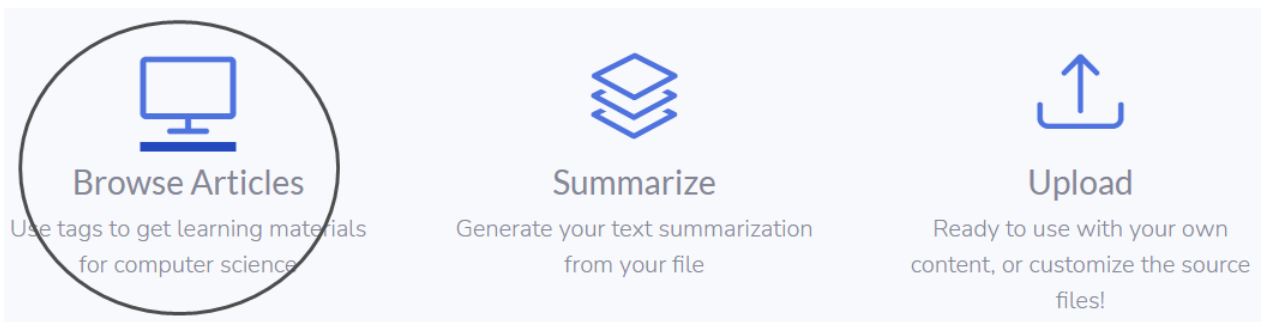 Browse Articles
Use tags to get learning materials
for computer science
Summarize
Generate your text summarization
from your file
Upload
Ready to use with your own
content, or customize the source
files!